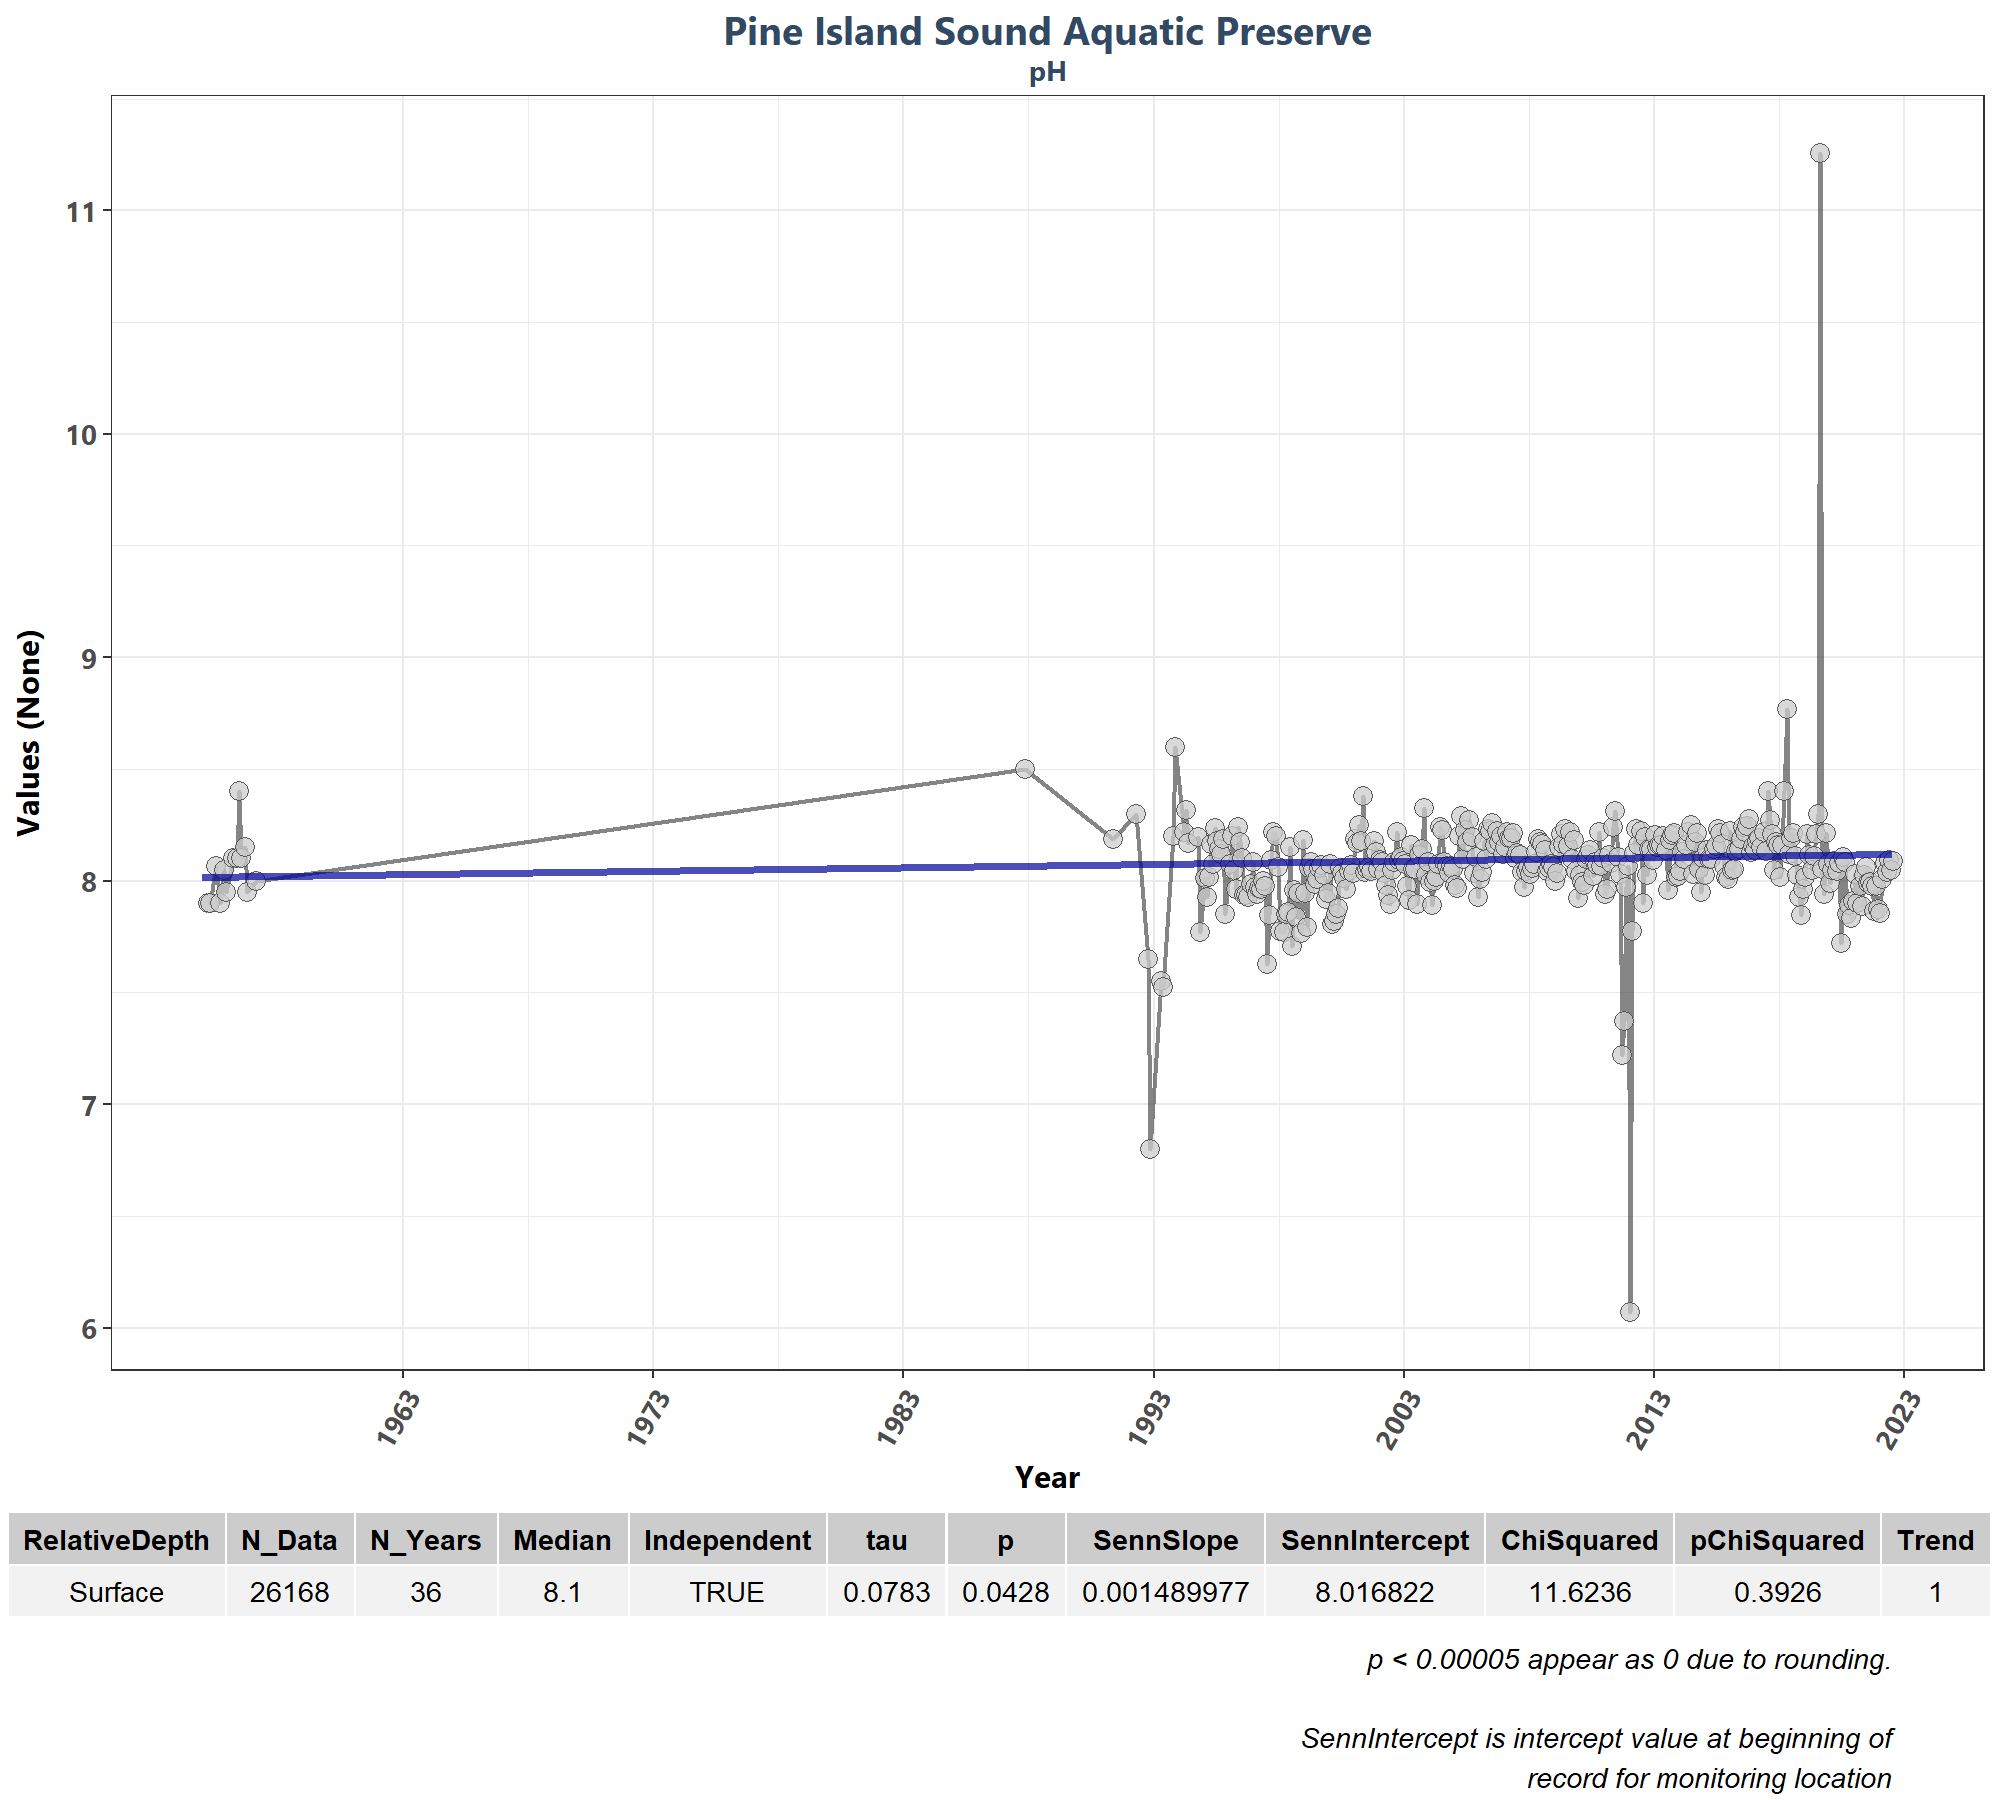 Pine Island Sound Aquatic Preserve
pH
11
10
9
8
7
6
Values (None)
1963 1973 1983 1993 2003 2013 2023
Year
RelativeDepth N_Data N_Years Median Independent tau p SennSlope SennIntercept ChiSquared pChiSquared Trend
Surface 26168 36 8.1 TRUE 0.0783 0.0428 0.001489977 8.016822 11.6236 0.3926 1
p < 0.00005 appear as 0 due to rounding.
SennIntercept is intercept value at beginning of
record for monitoring location